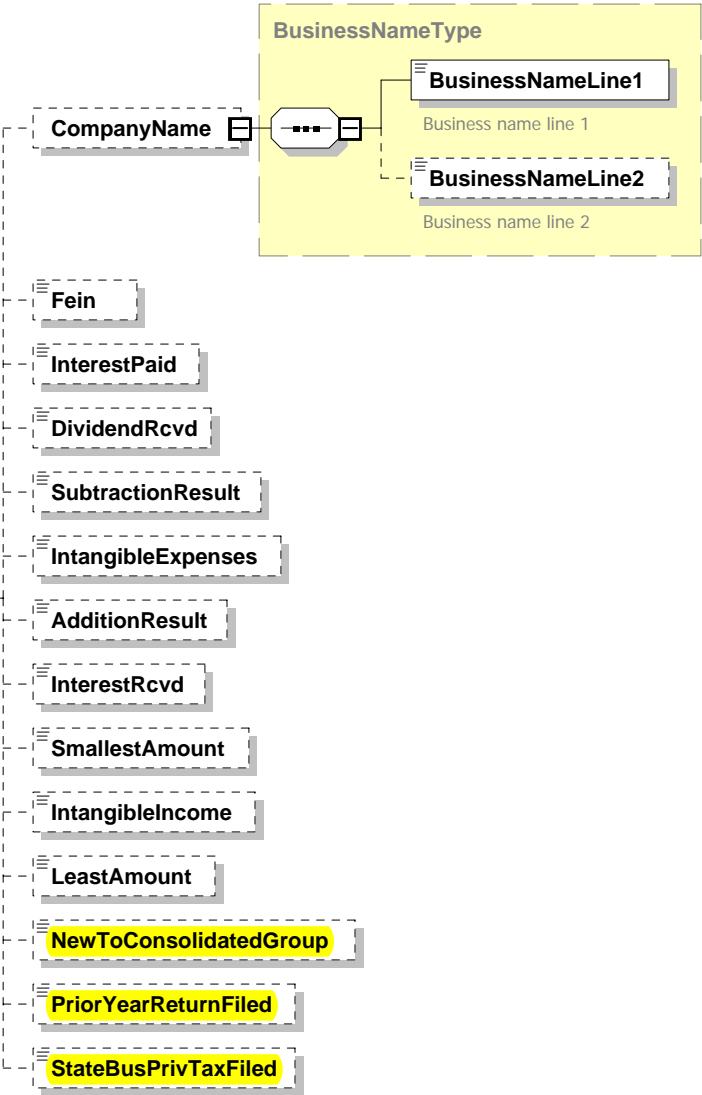 BusinessNameType
BusinessNameLine1
Business name line 1
CompanyName
BusinessNameLine2
Business name line 2
Fein
InterestPaid
DividendRcvd
SubtractionResult
IntangibleExpenses
AdditionResult
InterestRcvd
SmallestAmount
IntangibleIncome
LeastAmount
NewToConsolidatedGroup
PriorYearReturnFiled
StateBusPrivTaxFiled